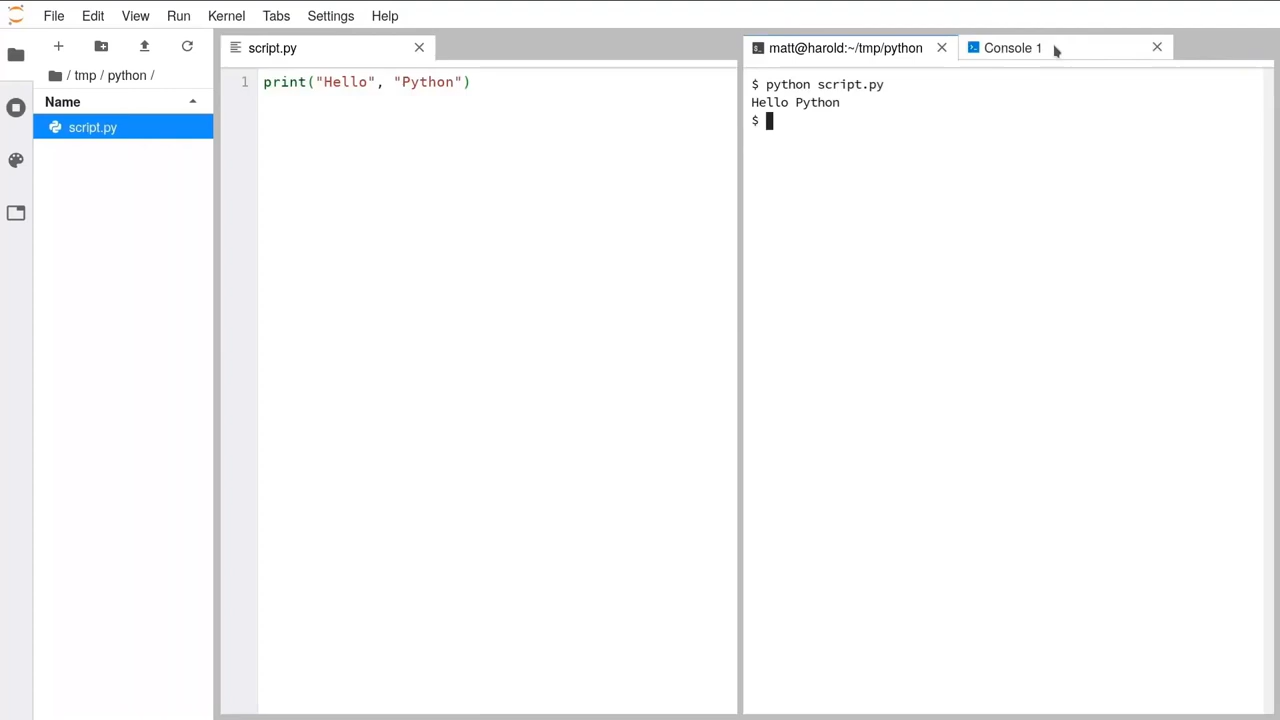 File Edit View Run Kernel Tabs Settings Help
/ tmp / python /
Name
script.py
script.py
1 print("Hello", "Python")
matt@harold:~/tmp/python
Console 1
$ python script.py
Hello Python
$